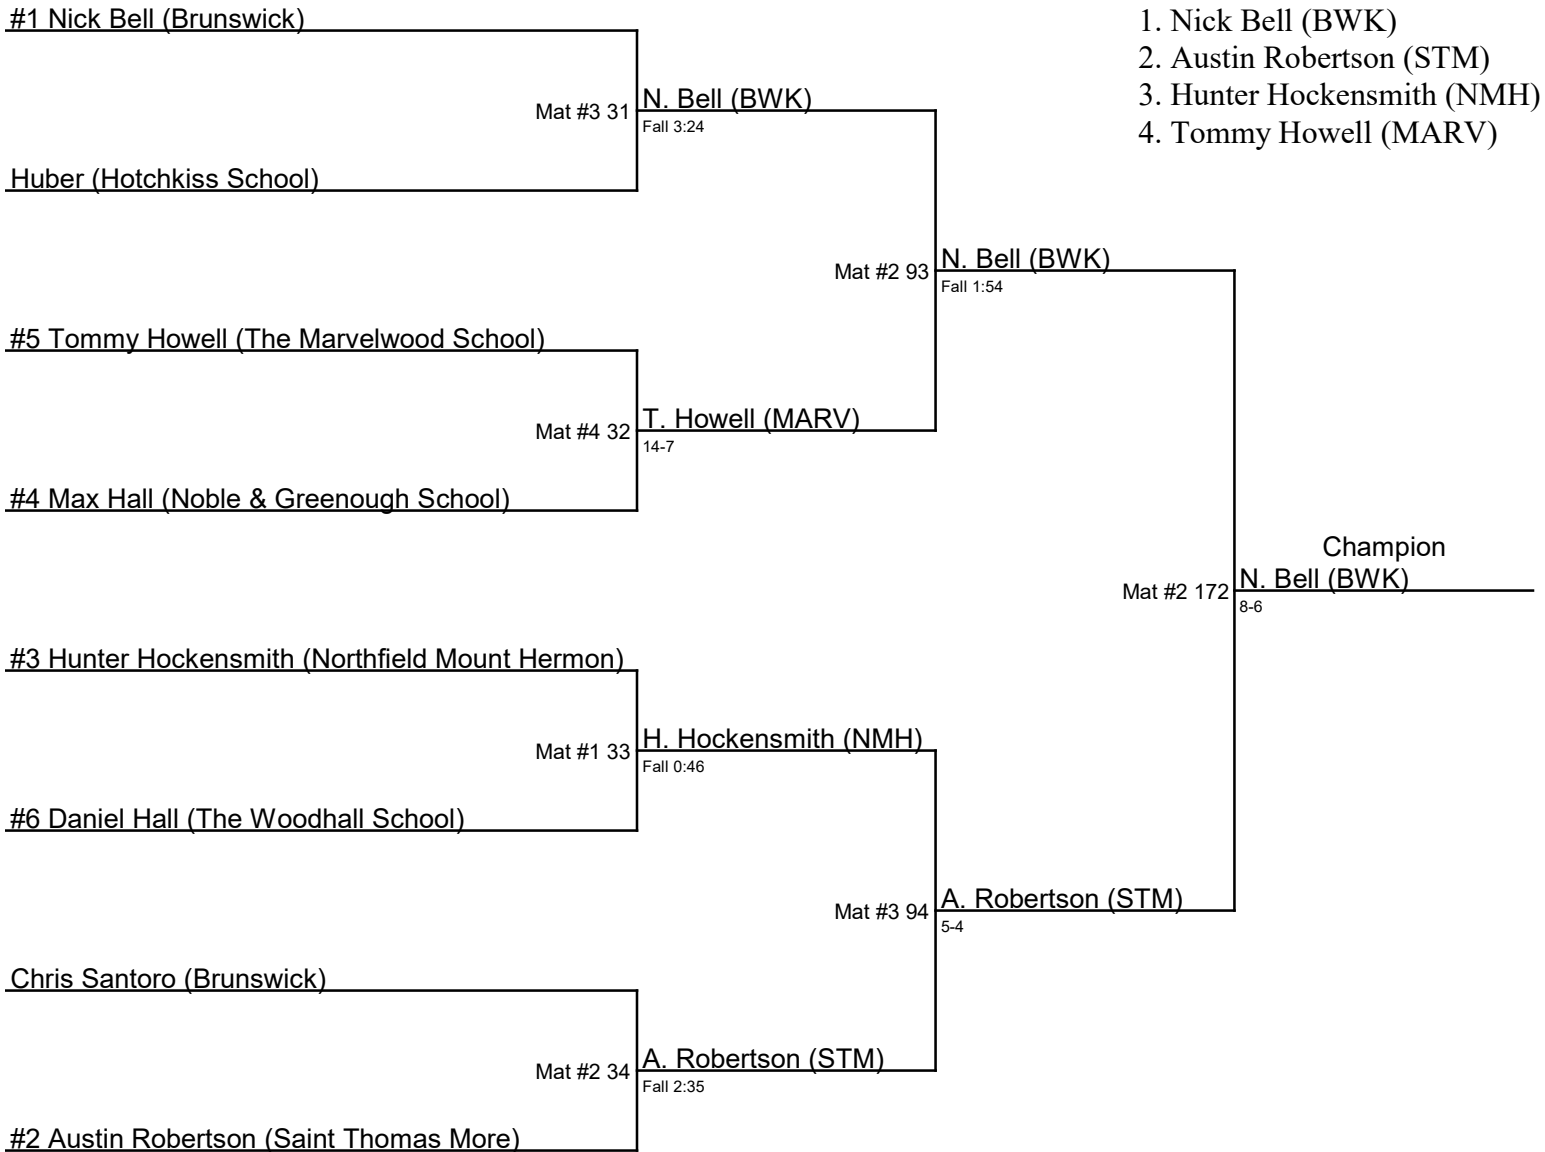 #1 Nick Bell (Brunswick)
1. Nick Bell (BWK)
2. Austin Robertson (STM)
3. Hunter Hockensmith (NMH)
4. Tommy Howell (MARV)
Mat #3 31
N. Bell (BWK)
Fall 3:24
Huber (Hotchkiss School)
Mat #2 93
N. Bell (BWK)
Fall 1:54
#5 Tommy Howell (The Marvelwood School)
Mat #4 32
T. Howell (MARV)
14-7
#4 Max Hall (Noble & Greenough School)
Champion
Mat #2 172
N. Bell (BWK)
8-6
#3 Hunter Hockensmith (Northfield Mount Hermon)
Mat #1 33
H. Hockensmith (NMH)
Fall 0:46
#6 Daniel Hall (The Woodhall School)
Mat #3 94
A. Robertson (STM)
5-4
Chris Santoro (Brunswick)
Mat #2 34
A. Robertson (STM)
Fall 2:35
#2 Austin Robertson (Saint Thomas More)